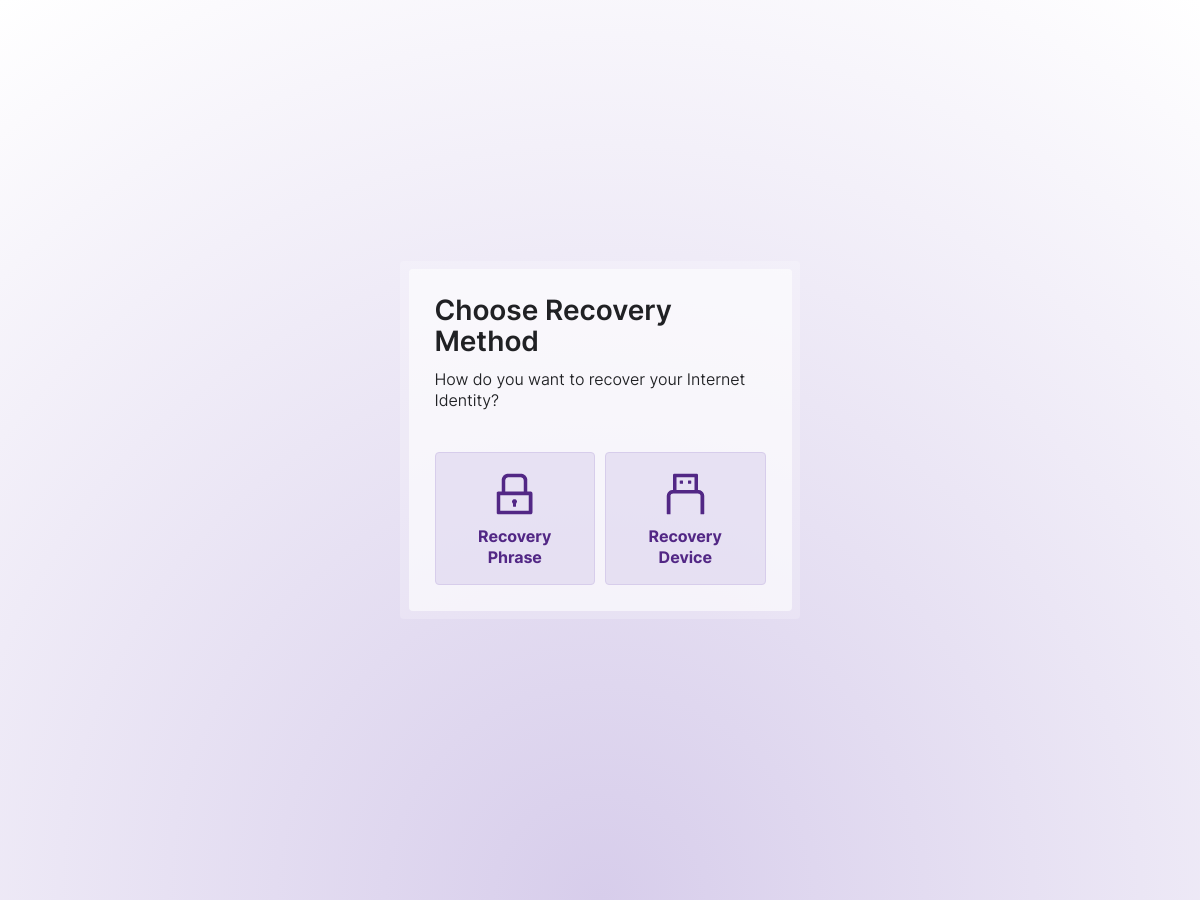 Choose Recovery
Method
How do you want to recover your Internet
Identity?
Recovery
Phrase
Recovery
Device